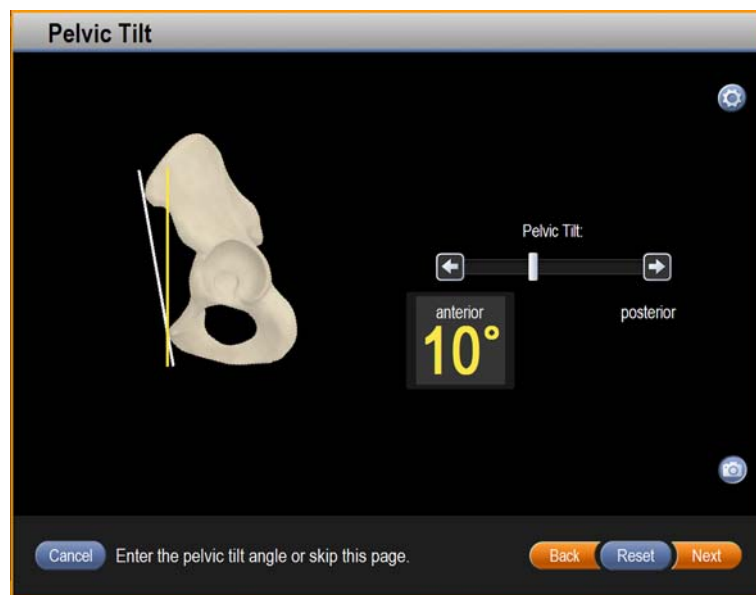 Pelvic Tilt
Pelvic Tilt:
anterior
posterior
10°
Cancel
Enter the pelvic tilt angle or skip this page.
Back
Reset
Next